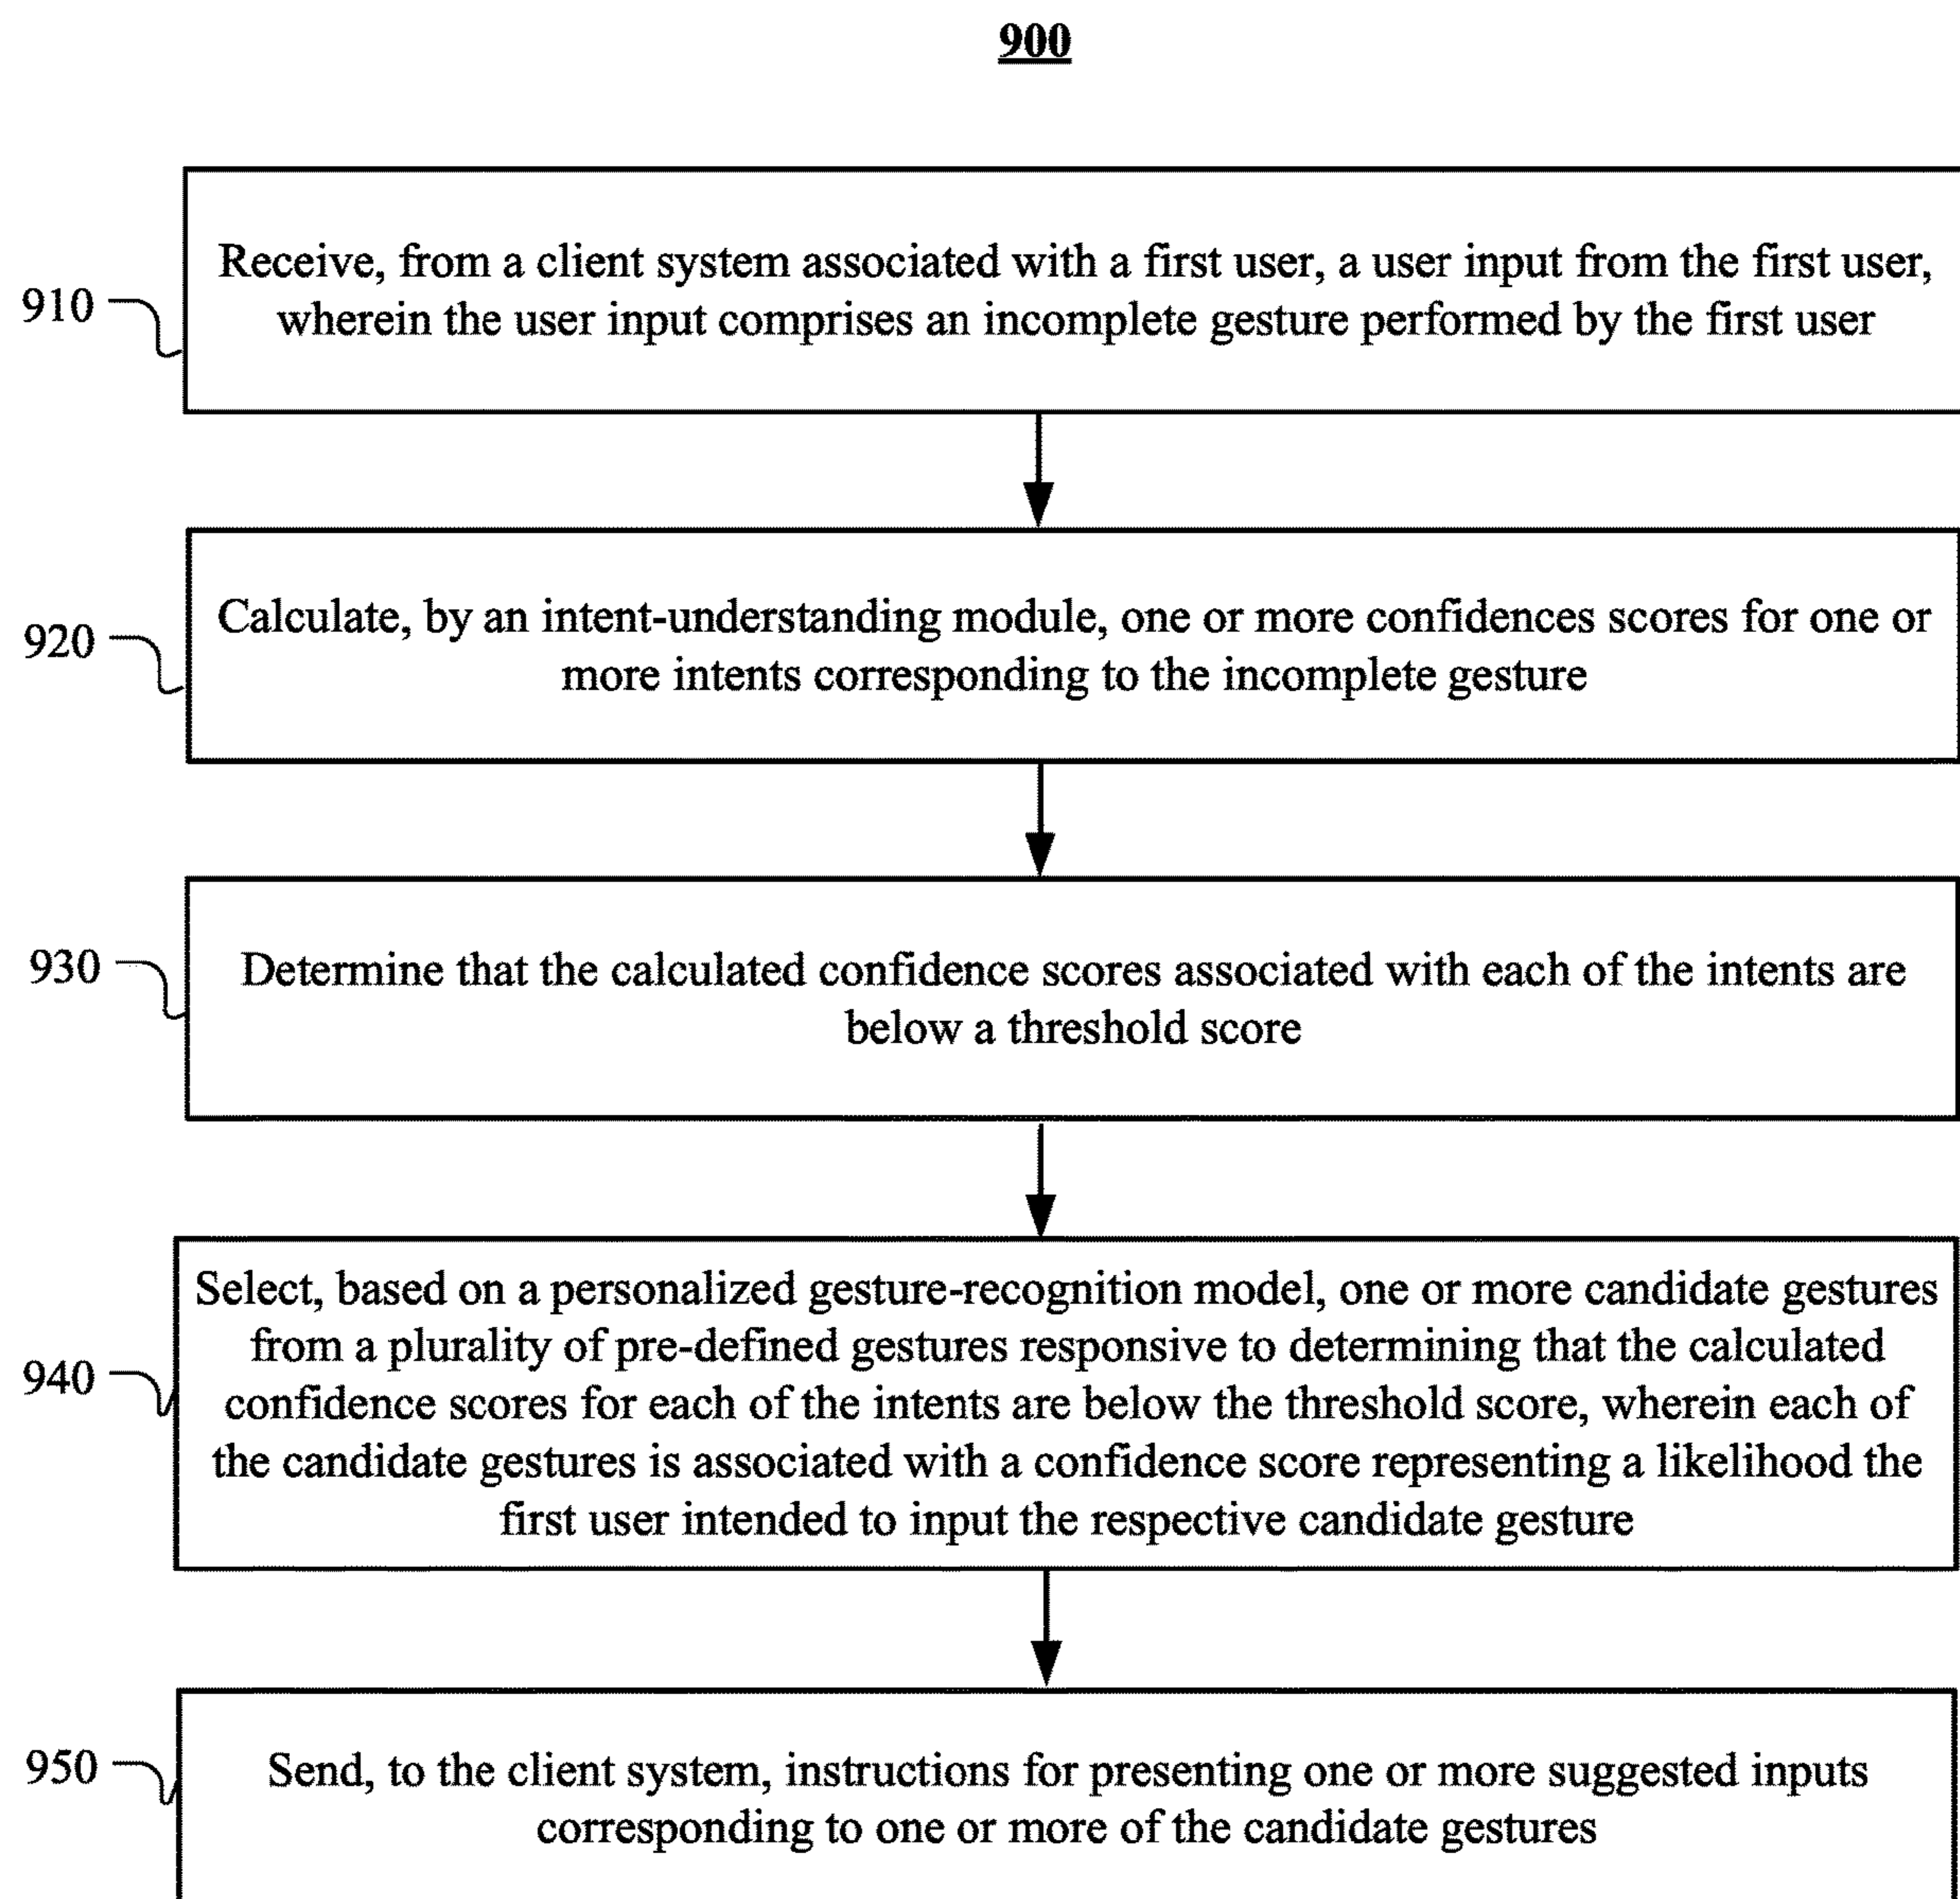 900
910
Receive, from a client system associated with a first user, a user input from the first user,
wherein the user input comprises an incomplete gesture performed by the first user
920
Calculate, by an intent-understanding module, one or more confidences scores for one or
more intents corresponding to the incomplete gesture
930
Determine that the calculated confidence scores associated with each of the intents are
below a threshold score
940
Select, based on a personalized gesture-recognition model, one or more candidate gestures
from a plurality of pre-defined gestures responsive to determining that the calculated
confidence scores for each of the intents are below the threshold score, wherein each of
the candidate gestures is associated with a confidence score representing a likelihood the
first user intended to input the respective candidate gesture
950
Send, to the client system, instructions for presenting one or more suggested inputs
corresponding to one or more of the candidate gestures